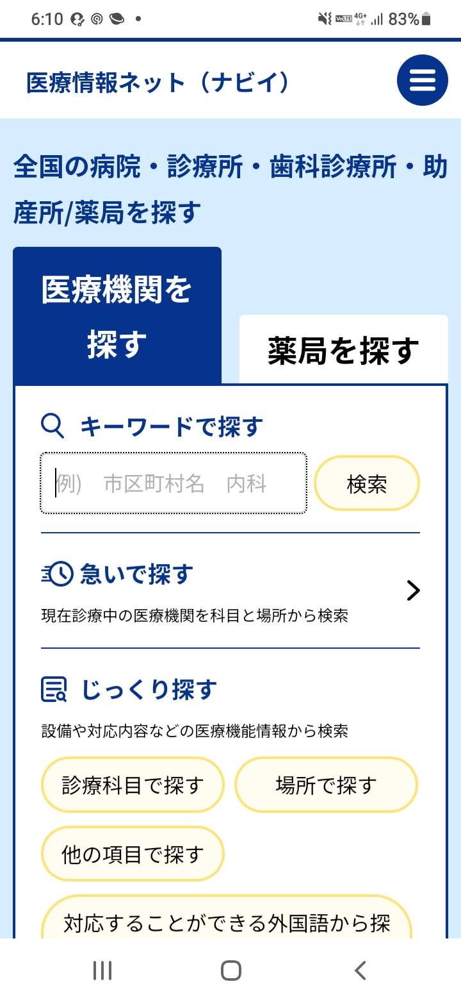 6:10
VoLTE 4G+ 83%
医療情報ネット（ナビイ）
全国の病院・診療所・歯科診療所・助
産所/薬局を探す
医療機関を
探す
薬局を探す
キーワードで探す
例)　市区町村名　内科
検索
急いで探す
現在診療中の医療機関を科目と場所から検索
じっくり探す
設備や対応内容などの医療機能情報から検索
診療科目で探す
場所で探す
他の項目で探す
対応することができる外国語から探